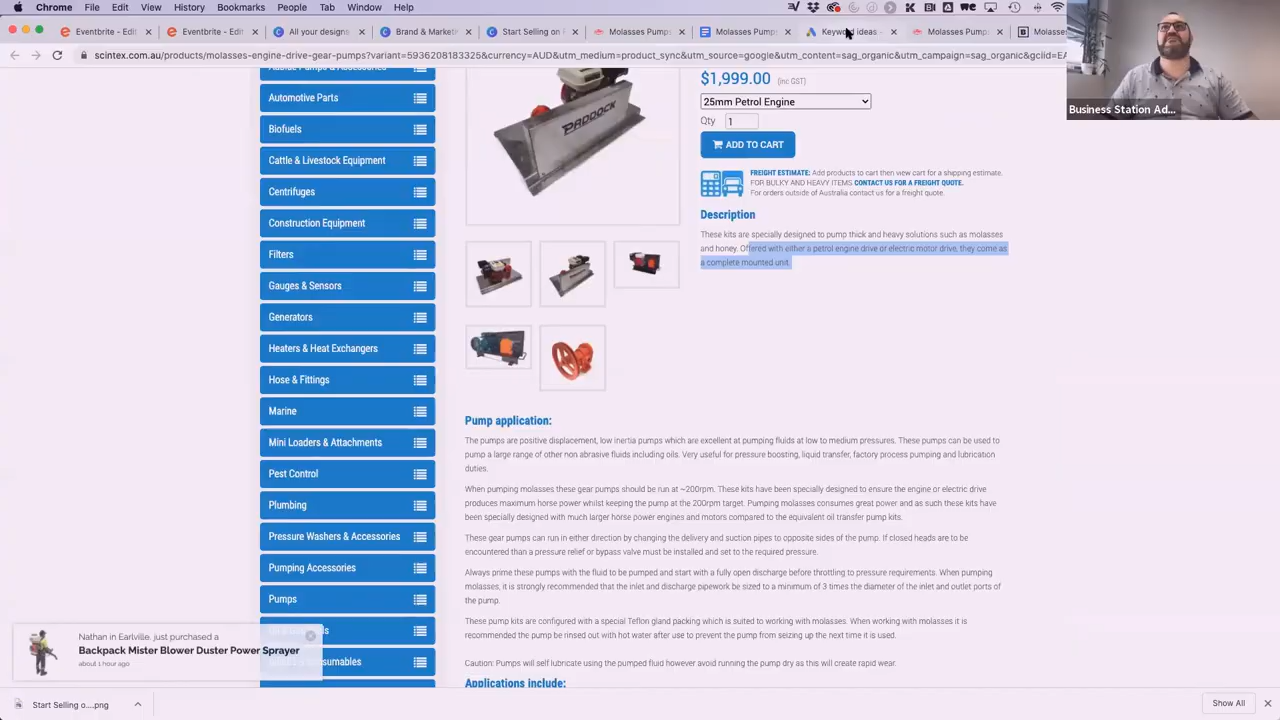 Chrome File Edit View History Bookmarks People Tab Window Help
Eventbrite - Edit
Eventbrite - Edit
All your designs
Brand & Market
Start Selling on
Molasses Pumps
Molasses Pumps
Keyword ideas -
Molasses Pumps
Molasses
scintex.com.au/products/molasses-engine-drive-gear-pumps?variant=5936208183325&currency=AUD&utm_medium=product_sync&utm_source=google&utm_content=sag_organic&utm_campaign=sag_organic&gclid=EA
Business Station Ad...
Automotive Parts
Biofuels
Cattle & Livestock Equipment
Centrifuges
Construction Equipment
Filters
Gauges & Sensors
Generators
Heaters & Heat Exchangers
Hose & Fittings
Marine
Mini Loaders & Attachments
Pest Control
Plumbing
Pressure Washers & Accessories
Pumping Accessories
Pumps
PADDOCK
$1,999.00 (inc GST)
25mm Petrol Engine
Qty 1
ADD TO CART
FREIGHT ESTIMATE: Add products to cart then view cart for a shipping estimate.
FOR BULKY AND HEAVY ITEMS CONTACT US FOR A FREIGHT QUOTE.
For orders outside of Australia contact us for a freight quote.
Description
These kits are specially designed to pump thick and heavy solutions such as molasses
and honey. Offered with either a petrol engine drive or electric motor drive, they come as
a complete mounted unit.
Pump application:
The pumps are positive displacement, low inertia pumps which are excellent at pumping fluids at low to medium pressures. These pumps can be used to
pump a large range of other non abrasive fluids including oils. Very useful for pressure boosting, liquid transfer, factory process pumping and lubrication
duties.
When pumping molasses these gear pumps should be run at ~200rpm. These kits have been specially designed to ensure the engine or electric drive
produces maximum horse power whilst keeping the pump at the 200rpm target. Pumping molasses consumes great power and as such these kits have
been specially designed with much larger horse power engines and motors compared to the equivalent oil transfer pump kits.
These gear pumps can run in either direction by changing the delivery and suction pipes to opposite sides of the pump. If closed heads are to be
encountered than a pressure relief or bypass valve must be installed and set to the required pressure.
Always prime these pumps with the fluid to be pumped and start with a fully open discharge before throttling to pressure requirements. When pumping
molasses, it is strongly recommended that the inlet and discharge pipework be sized to a minimum of 3 times the diameter of the inlet and outlet ports of
the pump.
These pump kits are configured with a special Teflon gland packing which is suited to working with molasses. When working with molasses it is
recommended the pump be rinsed out with hot water after use to prevent the pump from seizing up the next time it is used.
Caution: Pumps will self lubricate using the pumped fluid however avoid running the pump dry as this will create rapid wear.
Applications include:
Nathan in Earlville, just purchased a
Backpack Mister Blower Duster Power Sprayer
about 1 hour ago
Start Selling o....png
Show All